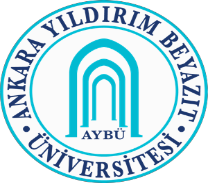 · ANKARA YILDIRIM BEYAZIT ·
ÜNİVERSİTESİ
AYBÜ